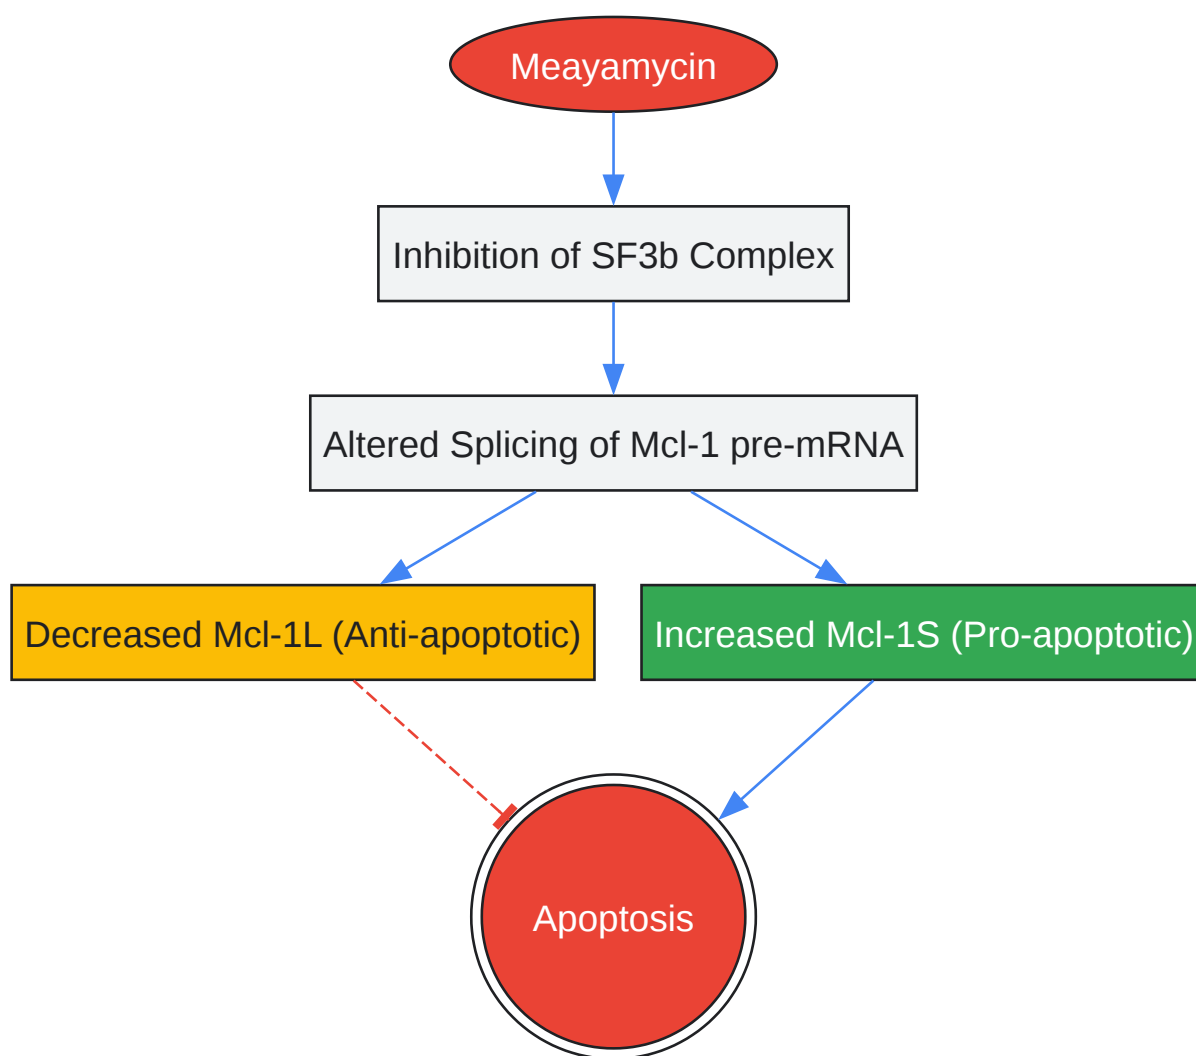 Meayamycin
Inhibition of SF3b Complex
Altered Splicing of Mcl-1 pre-mRNA
Decreased Mcl-1L (Anti-apoptotic)
Increased Mcl-1S (Pro-apoptotic)
Apoptosis